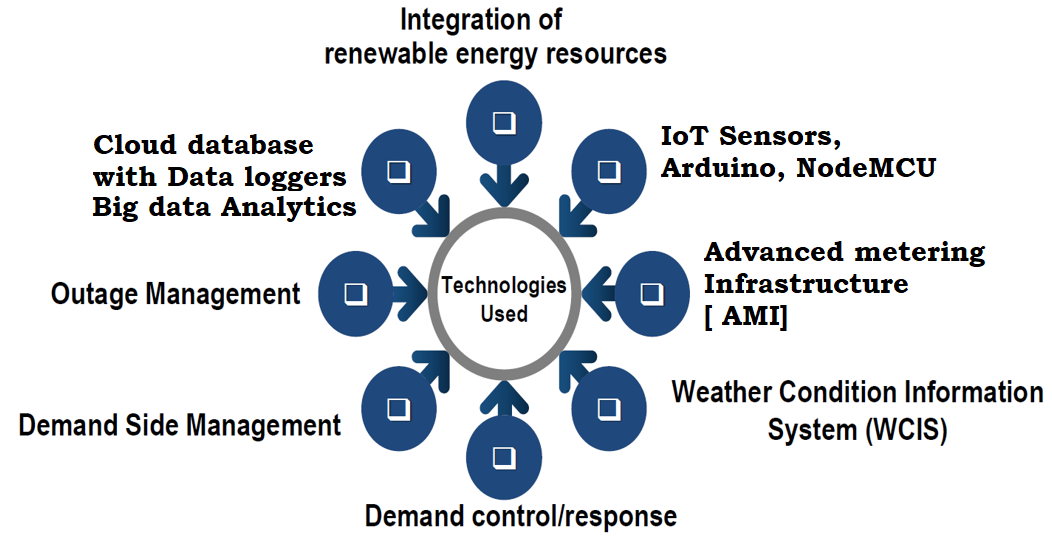 Integration of
renewable energy resources
IoT Sensors,
Arduino, NodeMCU
Advanced metering
Infrastructure
[ AMI]
Weather Condition Information
System (WCIS)
Demand control/response
Demand Side Management
Outage Management
Cloud database
with Data loggers
Big data Analytics
Technologies
Used